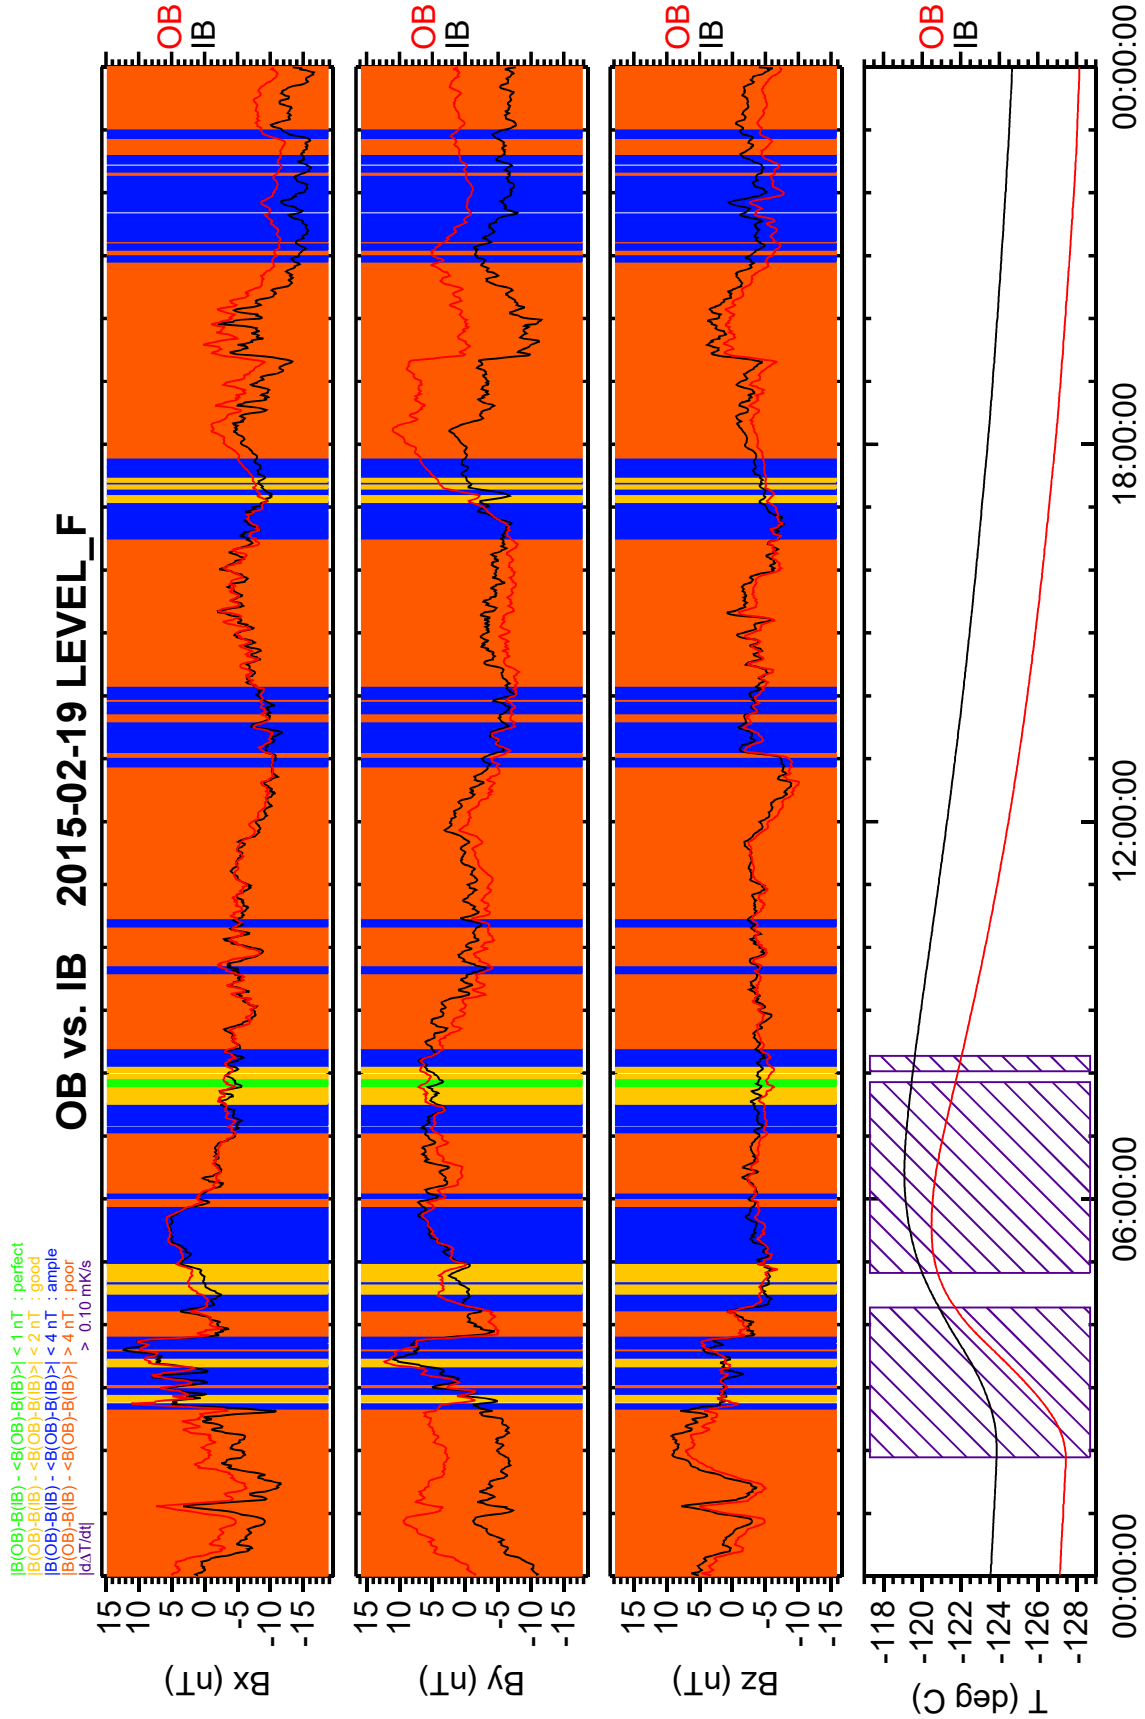 OB vs. IB 2015-02-19 LEVEL_F
|B(OB)-B(IB) - <B(OB)-B(IB)>| < 1 nT : perfect
|B(OB)-B(IB) - <B(OB)-B(IB)>| < 2 nT : good
|B(OB)-B(IB) - <B(OB)-B(IB)>| < 4 nT : ample
|B(OB)-B(IB) - <B(OB)-B(IB)>| > 4 nT : poor
|dΔT/dt| > 0.10 mK/s
Bx (nT)
15
10
5
0
-5
-10
-15
OB
IB
By (nT)
15
10
5
0
-5
-10
-15
OB
IB
Bz (nT)
15
10
5
0
-5
-10
-15
OB
IB
T (deg C)
-118
-120
-122
-124
-126
-128
OB
IB
00:00:00
06:00:00
12:00:00
18:00:00
00:00:00